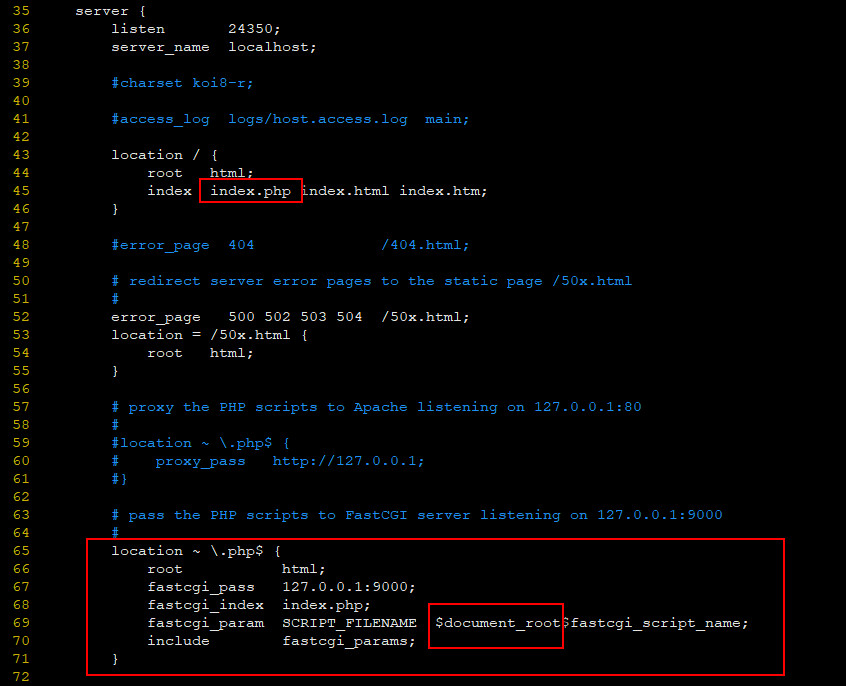 35     server {
36         listen       24350;
37         server_name  localhost;
38
39         #charset koi8-r;
40
41         #access_log  logs/host.access.log  main;
42
43         location / {
44             root   html;
45             index  index.php index.html index.htm;
46         }
47
48         #error_page  404              /404.html;
49
50         # redirect server error pages to the static page /50x.html
51         #
52         error_page   500 502 503 504  /50x.html;
53         location = /50x.html {
54             root   html;
55         }
56
57         # proxy the PHP scripts to Apache listening on 127.0.0.1:80
58         #
59         #location ~ \.php$ {
60         #    proxy_pass   http://127.0.0.1;
61         #}
62
63         # pass the PHP scripts to FastCGI server listening on 127.0.0.1:9000
64         #
65         location ~ \.php$ {
66             root           html;
67             fastcgi_pass   127.0.0.1:9000;
68             fastcgi_index  index.php;
69             fastcgi_param  SCRIPT_FILENAME  $document_root$fastcgi_script_name;
70             include        fastcgi_params;
71         }
72